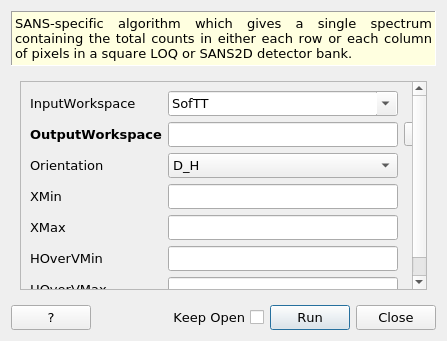 SANS-specific algorithm which gives a single spectrum
containing the total counts in either each row or each column
of pixels in a square LOQ or SANS2D detector bank.
InputWorkspace SofTT
OutputWorkspace
Orientation D_H
XMin
XMax
HOverVMin
HOverVMax
? Keep Open Run Close